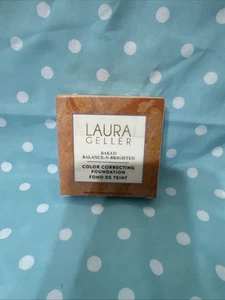 LAURA
GELLER
BAKED
BALANCE-N-BRIGHTEN
COLOR CORRECTING
FOUNDATION
FOND DE TEINT